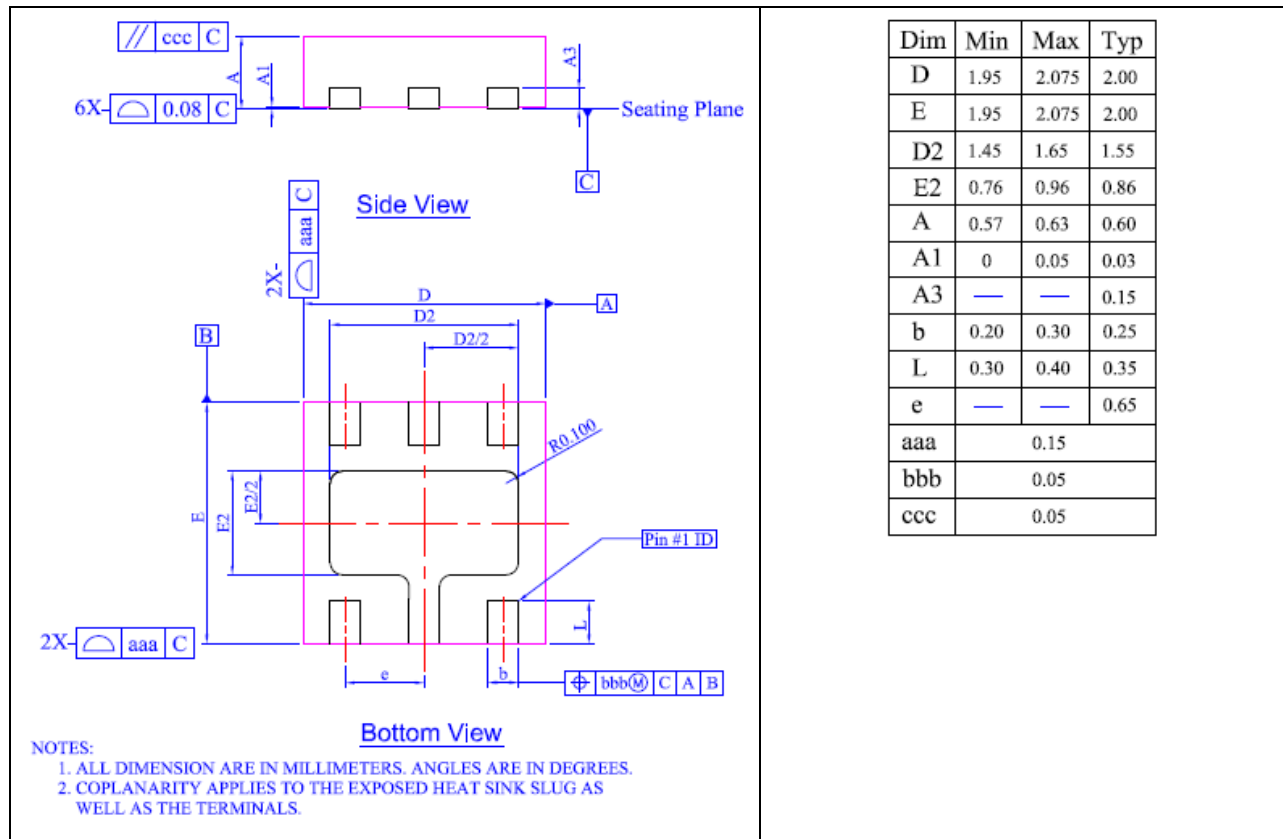 // ccc C
A
A1
A3
6X- ⌓ 0.08 C
Seating Plane
C
Side View
2X- ⌓ aaa C
D
A
D2
D2/2
B
R0.100
E
E2
E2/2
Pin #1 ID
L
2X- ⌓ aaa C
e
b
⌖ bbbⓂ C A B
Bottom View
NOTES:
1. ALL DIMENSION ARE IN MILLIMETERS. ANGLES ARE IN DEGREES.
2. COPLANARITY APPLIES TO THE EXPOSED HEAT SINK SLUG AS
WELL AS THE TERMINALS.
Dim Min Max Typ
D 1.95 2.075 2.00
E 1.95 2.075 2.00
D2 1.45 1.65 1.55
E2 0.76 0.96 0.86
A 0.57 0.63 0.60
A1 0 0.05 0.03
A3 — — 0.15
b 0.20 0.30 0.25
L 0.30 0.40 0.35
e — — 0.65
aaa 0.15
bbb 0.05
ccc 0.05